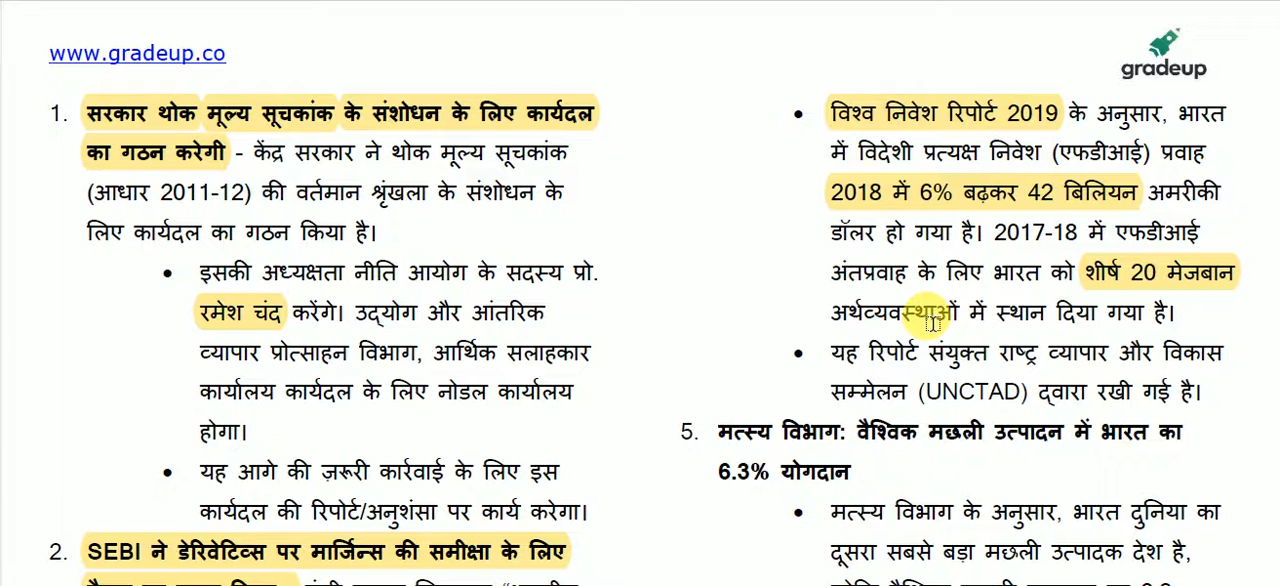 www.gradeup.co
gradeup
1. सरकार थोक मूल्य सूचकांक के संशोधन के लिए कार्यदल
का गठन करेगी - केंद्र सरकार ने थोक मूल्य सूचकांक
(आधार 2011-12) की वर्तमान श्रृंखला के संशोधन के
लिए कार्यदल का गठन किया है।
• इसकी अध्यक्षता नीति आयोग के सदस्य प्रो.
रमेश चंद करेंगे। उद्योग और आंतरिक
व्यापार प्रोत्साहन विभाग, आर्थिक सलाहकार
कार्यालय कार्यदल के लिए नोडल कार्यालय
होगा।
• यह आगे की ज़रूरी कार्रवाई के लिए इस
कार्यदल की रिपोर्ट/अनुशंसा पर कार्य करेगा।
2. SEBI ने डेरिवेटिव्स पर मार्जिन्स की समीक्षा के लिए
• विश्व निवेश रिपोर्ट 2019 के अनुसार, भारत
में विदेशी प्रत्यक्ष निवेश (एफडीआई) प्रवाह
2018 में 6% बढ़कर 42 बिलियन अमरीकी
डॉलर हो गया है। 2017-18 में एफडीआई
अंतप्रवाह के लिए भारत को शीर्ष 20 मेजबान
अर्थव्यवस्थाओं में स्थान दिया गया है।
• यह रिपोर्ट संयुक्त राष्ट्र व्यापार और विकास
सम्मेलन (UNCTAD) द्वारा रखी गई है।
5. मत्स्य विभाग: वैश्विक मछली उत्पादन में भारत का
6.3% योगदान
• मत्स्य विभाग के अनुसार, भारत दुनिया का
दूसरा सबसे बड़ा मछली उत्पादक देश है,